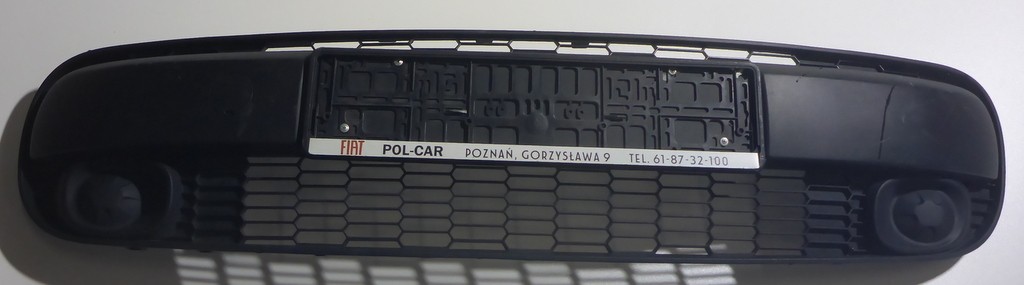 FIAT POL-CAR POZNAŃ, GORZYSŁAWA 9 TEL. 61-87-32-100